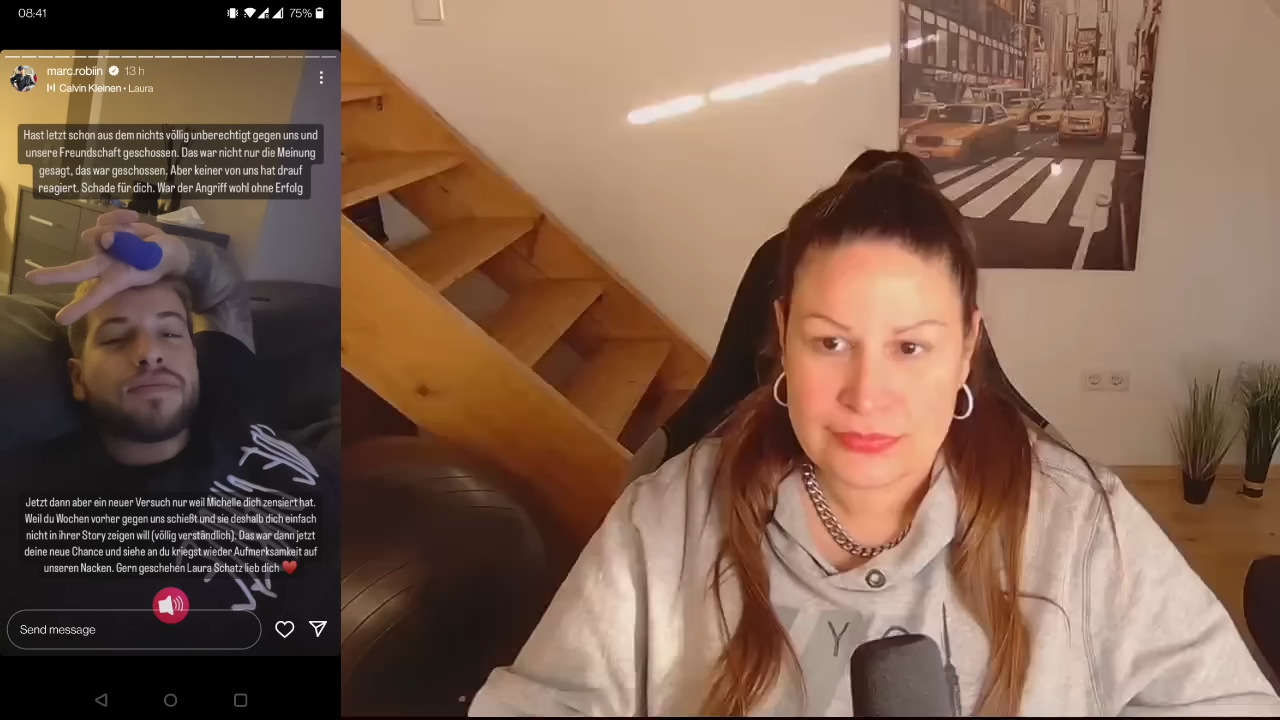 08:41
75%
marc.robiin 13 h
Calvin Kleinen • Laura
Hast letzt schon aus dem nichts völlig unberechtigt gegen uns und
unsere Freundschaft geschossen. Das war nicht nur die Meinung
gesagt, das war geschossen. Aber keiner von uns hat drauf
reagiert. Schade für dich. War der Angriff wohl ohne Erfolg
Jetzt dann aber ein neuer Versuch nur weil Michelle dich zensiert hat.
Weil du Wochen vorher gegen uns schießt und sie deshalb dich einfach
nicht in ihrer Story zeigen will (völlig verständlich). Das war dann jetzt
deine neue Chance und siehe an du kriegst wieder Aufmerksamkeit auf
unseren Nacken. Gern geschehen Laura Schatz lieb dich ❤️
Send message
Y